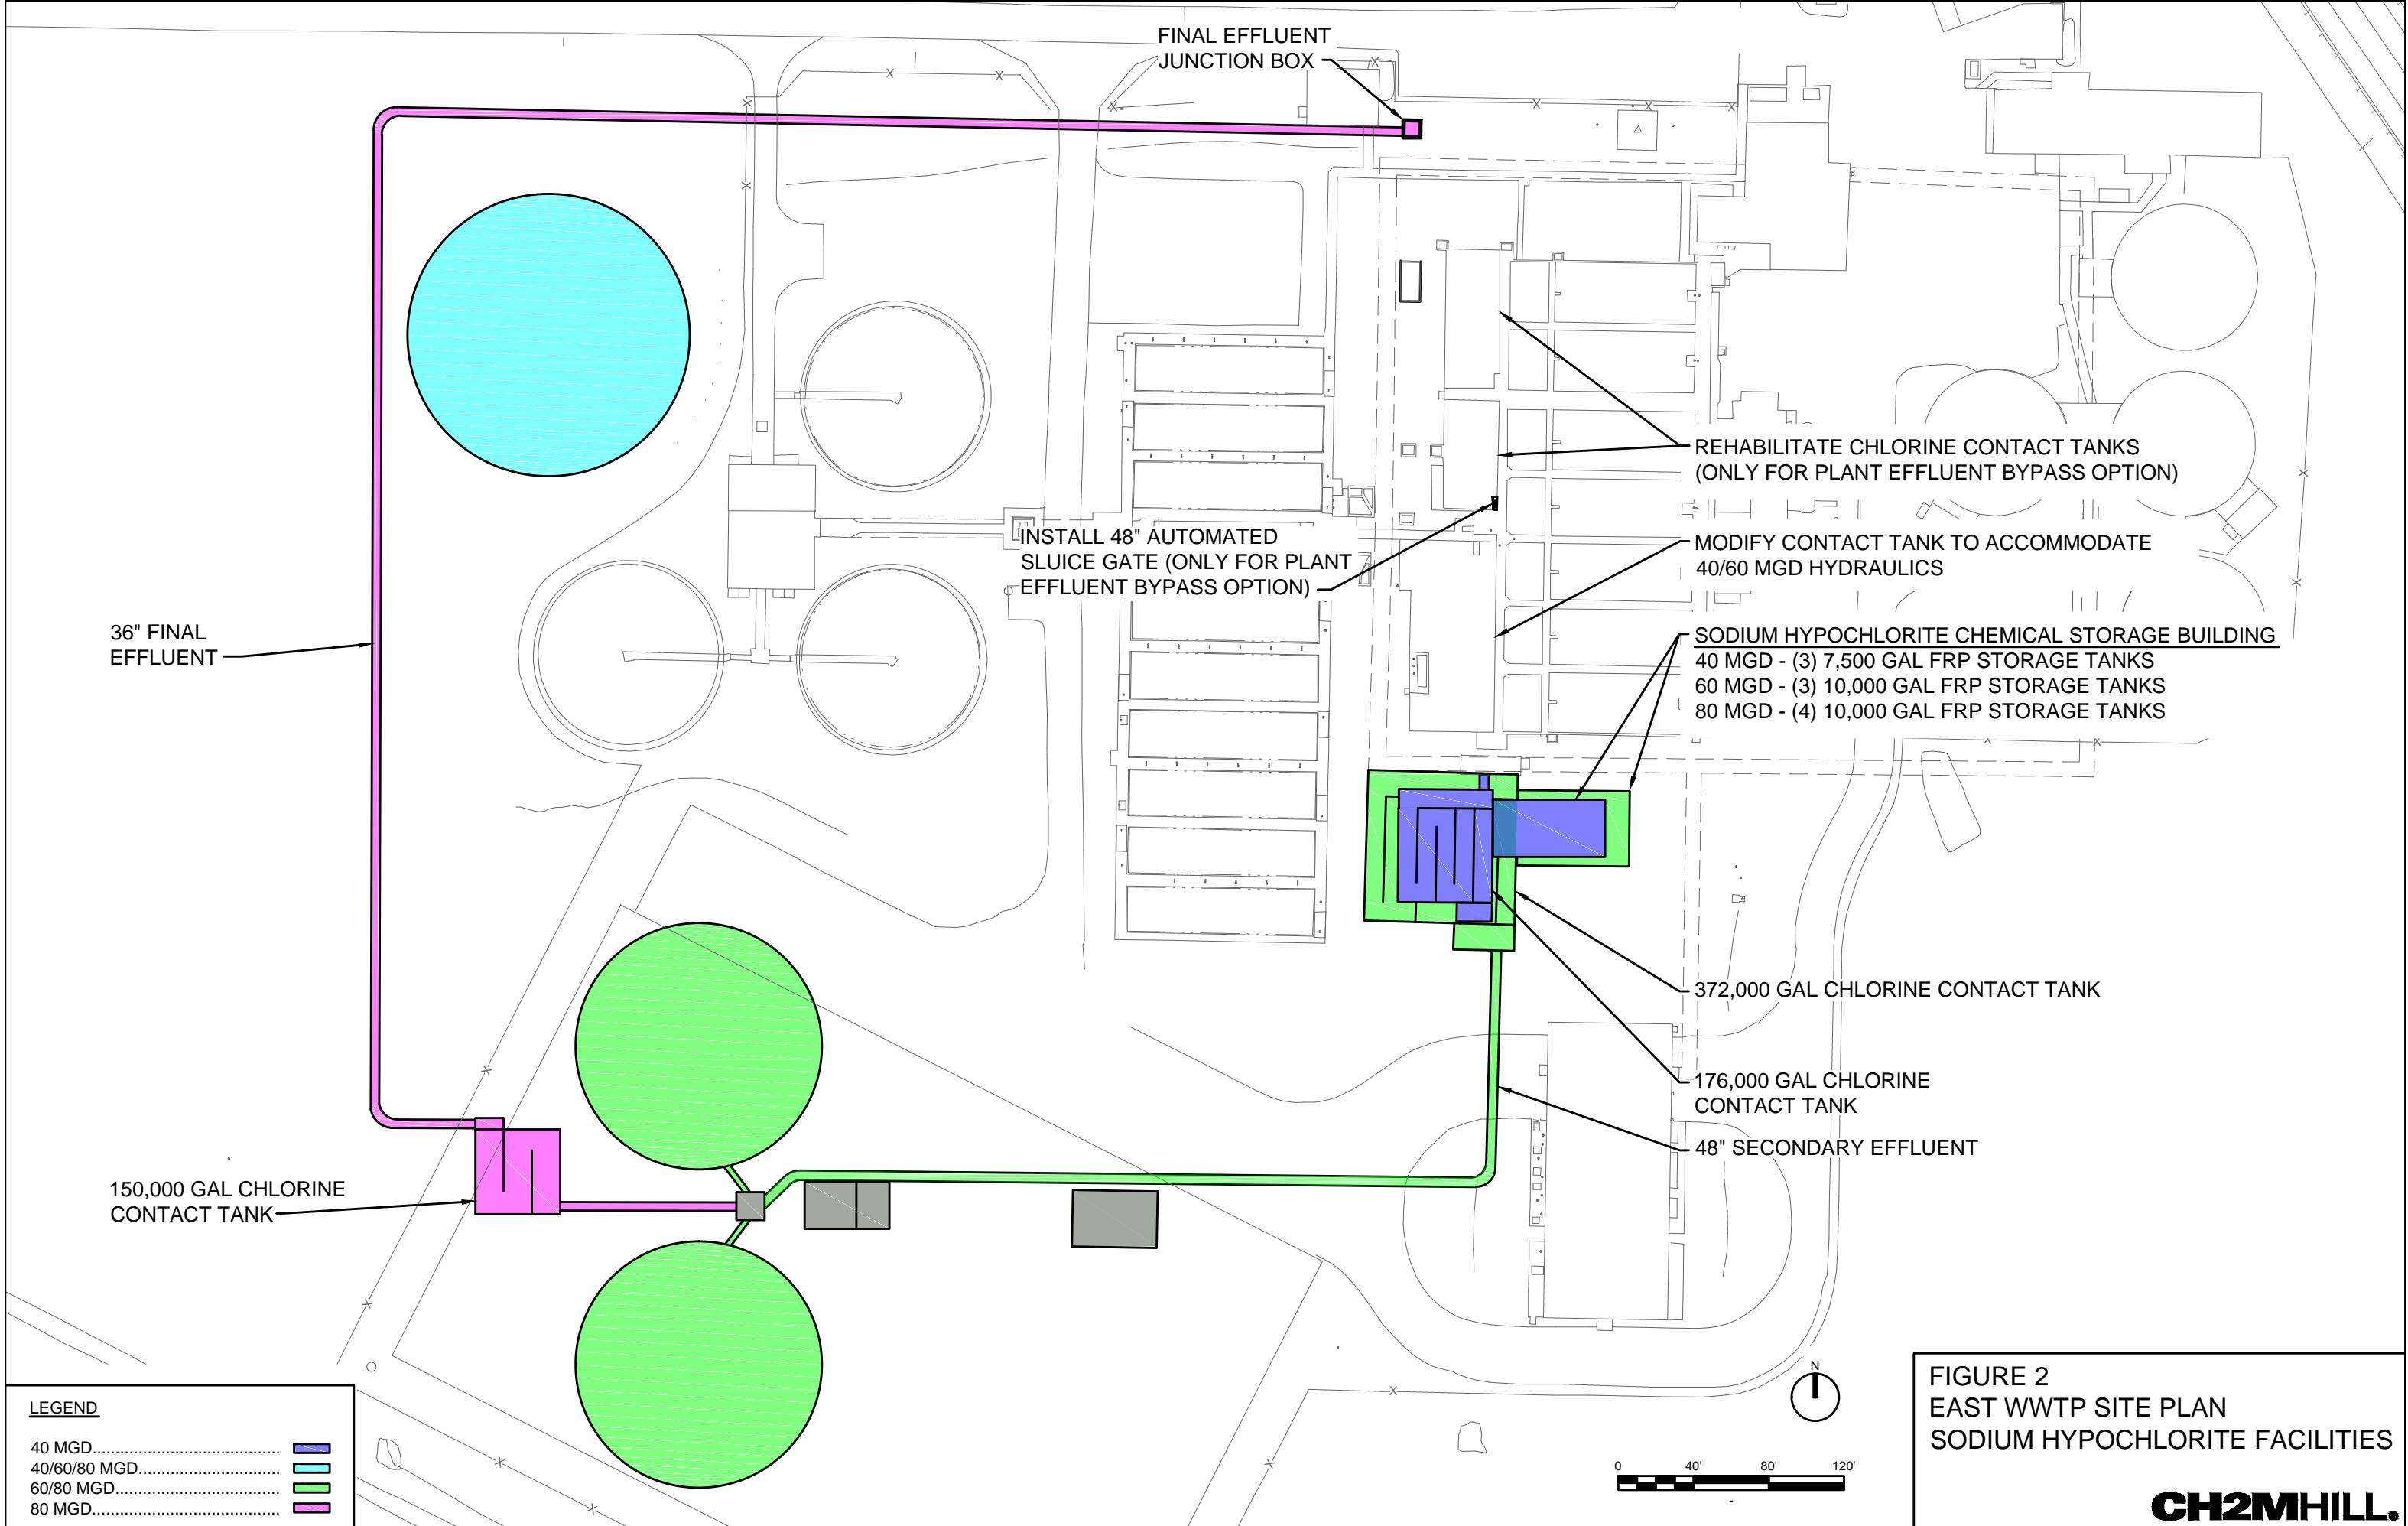 FINAL EFFLUENT
JUNCTION BOX
REHABILITATE CHLORINE CONTACT TANKS
(ONLY FOR PLANT EFFLUENT BYPASS OPTION)
INSTALL 48" AUTOMATED
SLUICE GATE (ONLY FOR PLANT
EFFLUENT BYPASS OPTION)
MODIFY CONTACT TANK TO ACCOMMODATE
40/60 MGD HYDRAULICS
36" FINAL
EFFLUENT
SODIUM HYPOCHLORITE CHEMICAL STORAGE BUILDING
40 MGD - (3) 7,500 GAL FRP STORAGE TANKS
60 MGD - (3) 10,000 GAL FRP STORAGE TANKS
80 MGD - (4) 10,000 GAL FRP STORAGE TANKS
372,000 GAL CHLORINE CONTACT TANK
176,000 GAL CHLORINE
CONTACT TANK
48" SECONDARY EFFLUENT
150,000 GAL CHLORINE
CONTACT TANK
LEGEND
40 MGD
40/60/80 MGD
60/80 MGD
80 MGD
N
0 40' 80' 120'
FIGURE 2
EAST WWTP SITE PLAN
SODIUM HYPOCHLORITE FACILITIES
CH2MHILL.